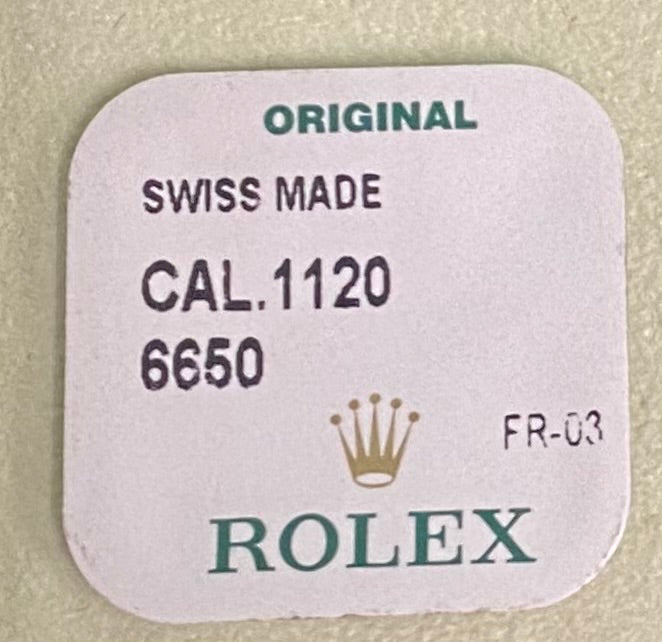 ORIGINAL
SWISS MADE
CAL.1120
6650
FR-03
ROLEX